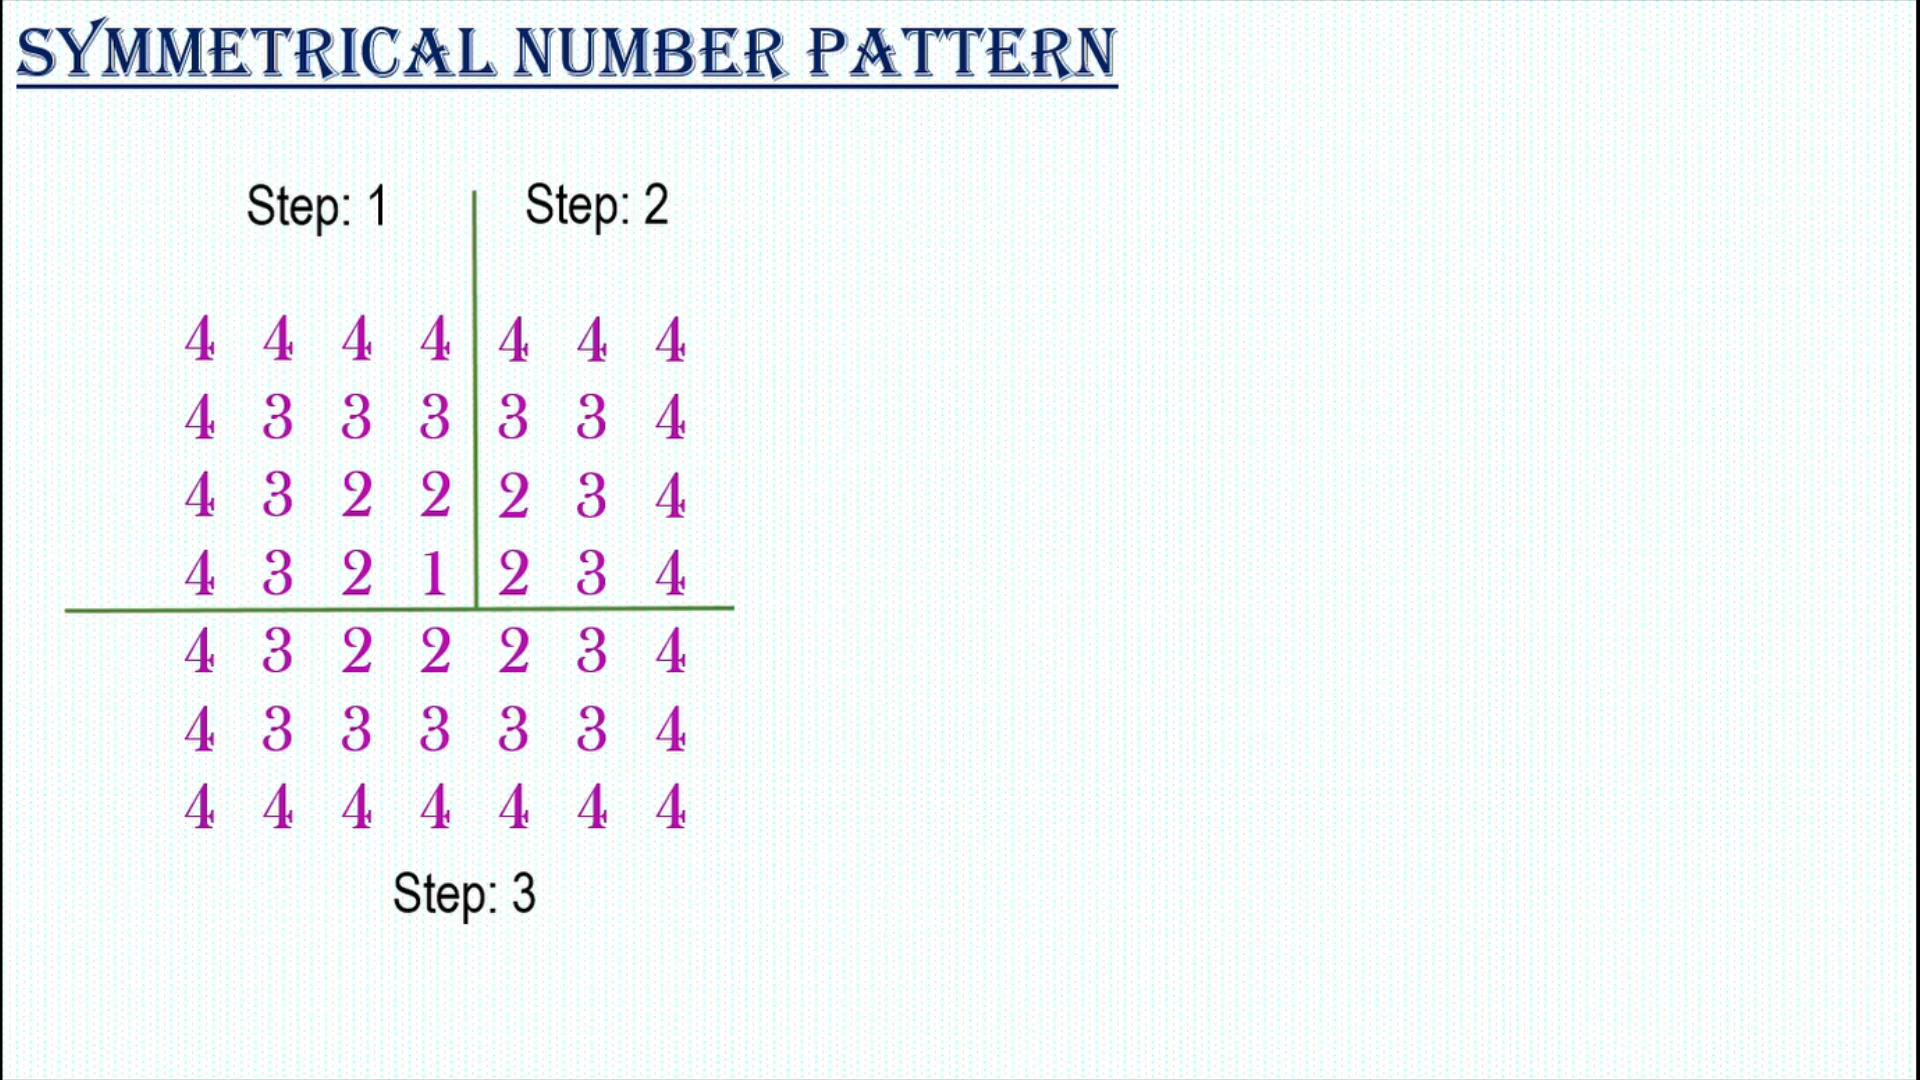 SYMMETRICAL NUMBER PATTERN
Step: 1 Step: 2
4 4 4 4 4 4 4
4 3 3 3 3 3 4
4 3 2 2 2 3 4
4 3 2 1 2 3 4
4 3 2 2 2 3 4
4 3 3 3 3 3 4
4 4 4 4 4 4 4
Step: 3